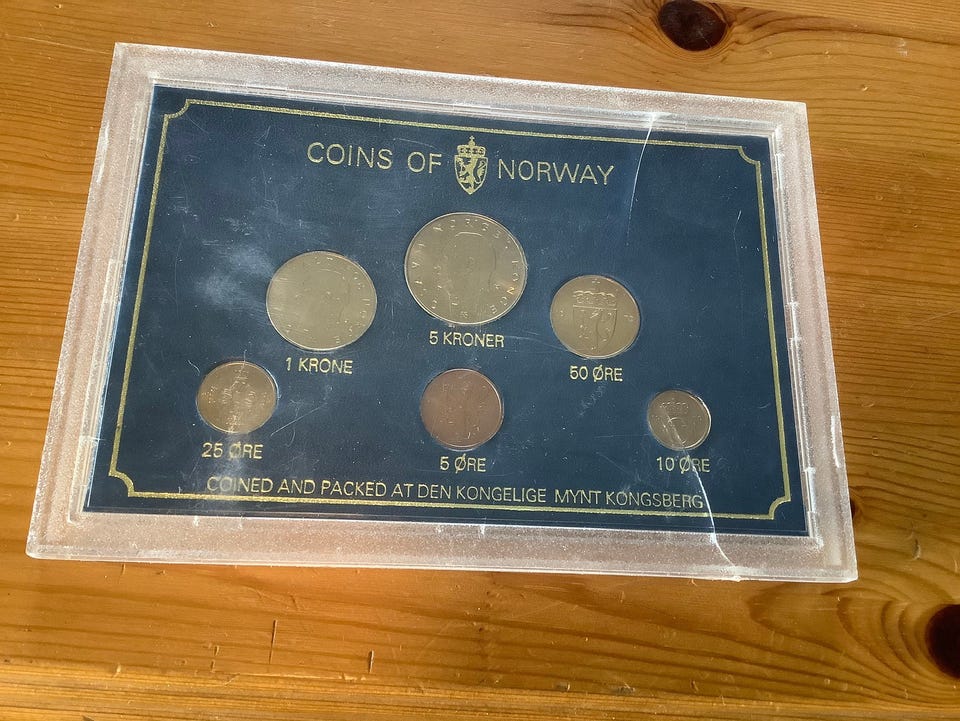 COINS OF NORWAY
5 KRONER
1 KRONE
50 ØRE
25 ØRE
5 ØRE
10 ØRE
COINED AND PACKED AT DEN KONGELIGE MYNT KONGSBERG